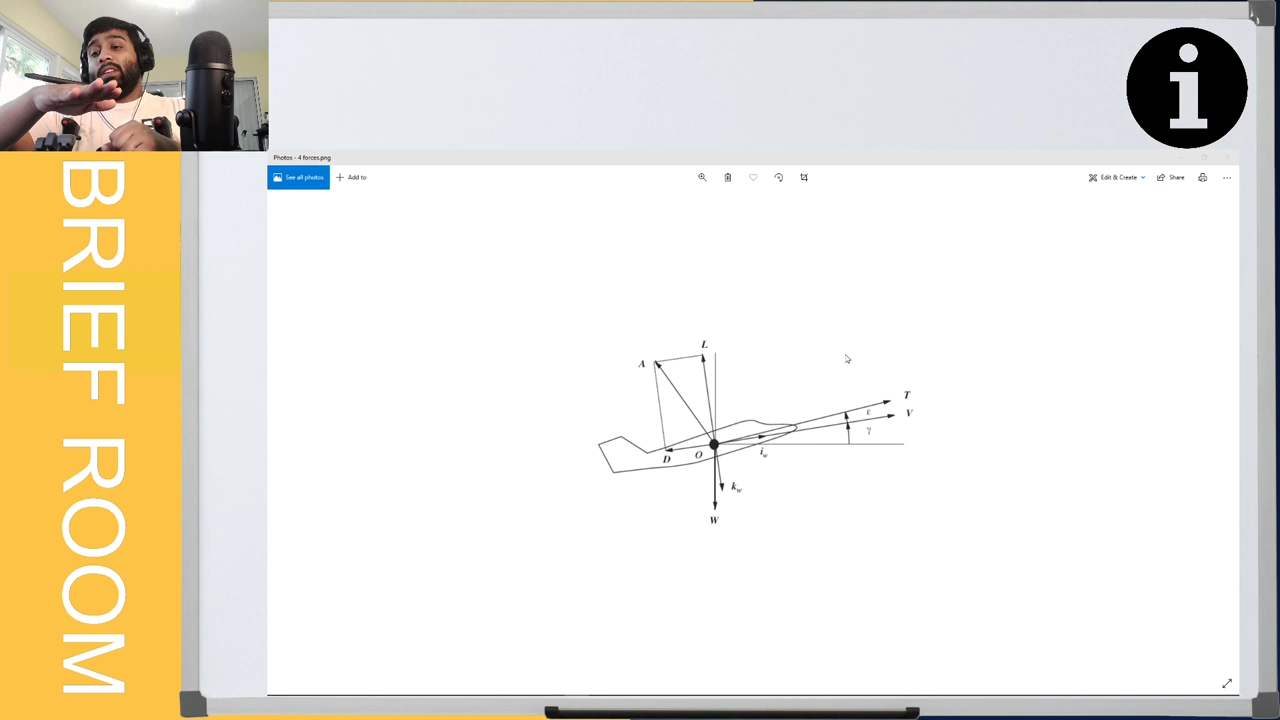 BRIEF ROOM
i
Photos - 4 forces.png
See all photos
Add to
Edit & Create
Share
L
A
T
ε
V
γ
D
O
i_w
k_w
W